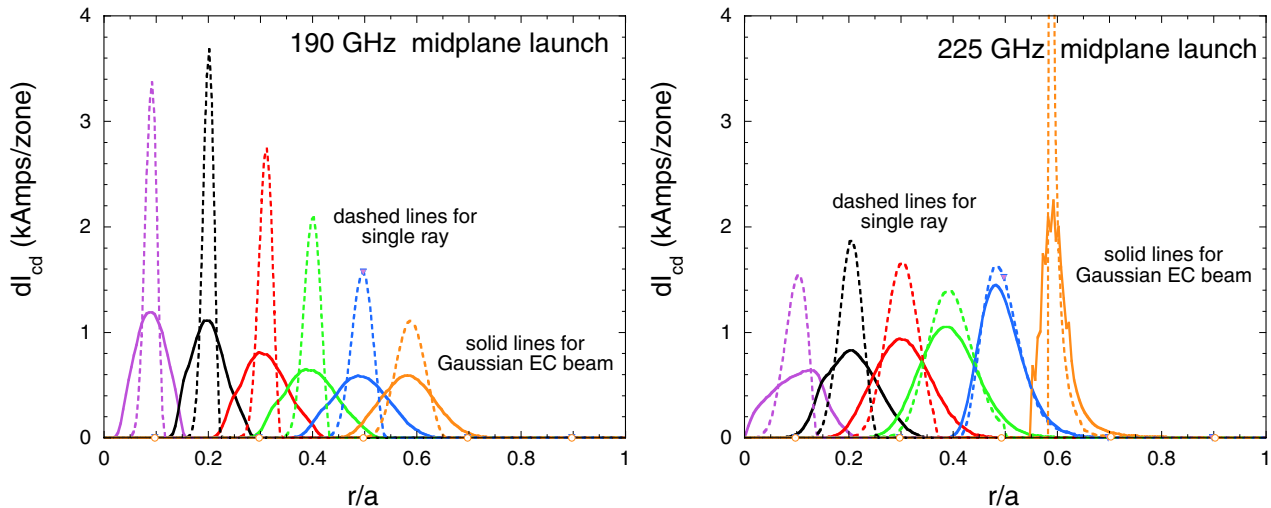 190 GHz  midplane launch
dI_cd (kAmps/zone)
4
3
2
1
0
dashed lines for
single ray
solid lines for
Gaussian EC beam
0
0.2
0.4
0.6
0.8
1
r/a
225 GHz  midplane launch
dI_cd (kAmps/zone)
4
3
2
1
0
dashed lines for
single ray
solid lines for
Gaussian EC beam
0
0.2
0.4
0.6
0.8
1
r/a